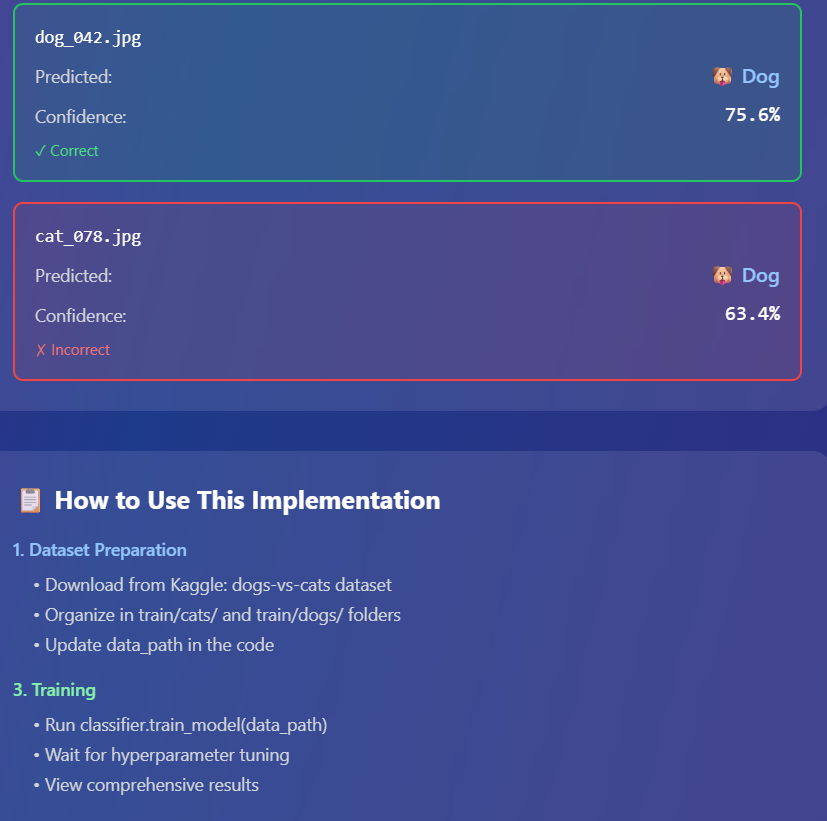 dog_042.jpg
Predicted: 🐶 Dog
Confidence: 75.6%
✓ Correct
cat_078.jpg
Predicted: 🐶 Dog
Confidence: 63.4%
✗ Incorrect
📋 How to Use This Implementation
1. Dataset Preparation
• Download from Kaggle: dogs-vs-cats dataset
• Organize in train/cats/ and train/dogs/ folders
• Update data_path in the code
3. Training
• Run classifier.train_model(data_path)
• Wait for hyperparameter tuning
• View comprehensive results